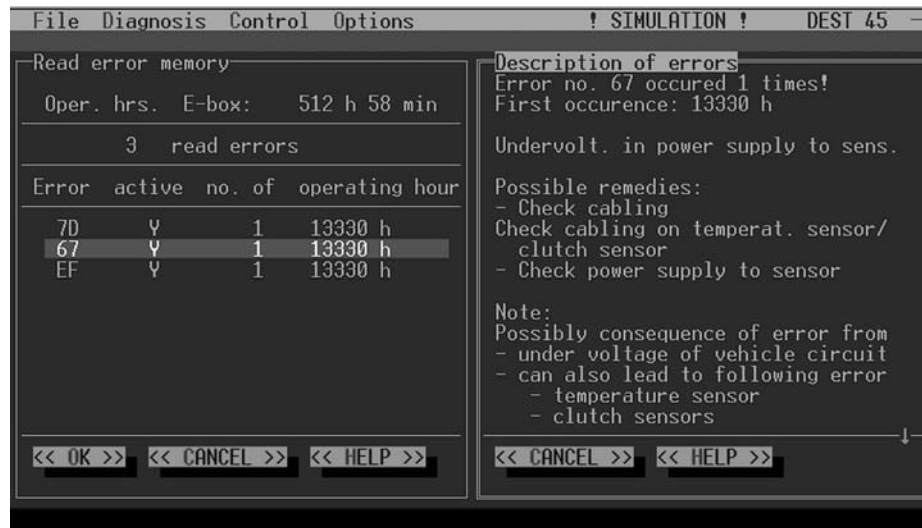 File Diagnosis Control Options ! SIMULATION ! DEST 45
Read error memory
Oper. hrs. E-box: 512 h 58 min
3 read errors
Error active no. of operating hour
7D Y 1 13330 h
67 Y 1 13330 h
EF Y 1 13330 h
<< OK >> << CANCEL >> << HELP >>
Description of errors
Error no. 67 occured 1 times!
First occurence: 13330 h
Undervolt. in power supply to sens.
Possible remedies:
- Check cabling
Check cabling on temperat. sensor/
clutch sensor
- Check power supply to sensor
Note:
Possibly consequence of error from
- under voltage of vehicle circuit
- can also lead to following error
- temperature sensor
- clutch sensors
<< CANCEL >> << HELP >>